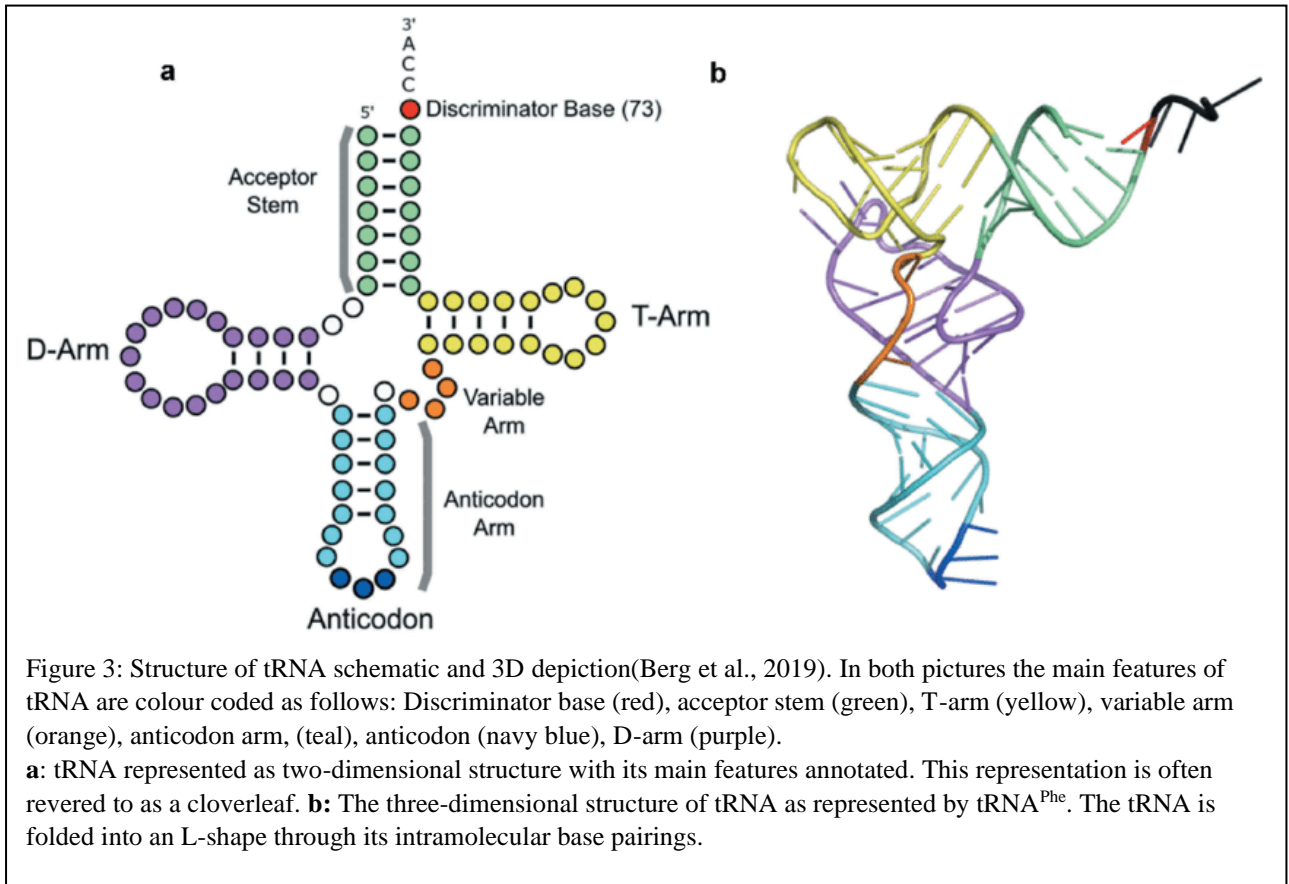 3'
A
C
C
a
b
5'
Discriminator Base (73)
Acceptor
Stem
T-Arm
D-Arm
Variable
Arm
Anticodon
Arm
Anticodon
Figure 3: Structure of tRNA schematic and 3D depiction(Berg et al., 2019). In both pictures the main features of
tRNA are colour coded as follows: Discriminator base (red), acceptor stem (green), T-arm (yellow), variable arm
(orange), anticodon arm, (teal), anticodon (navy blue), D-arm (purple).
a: tRNA represented as two-dimensional structure with its main features annotated. This representation is often
revered to as a cloverleaf. b: The three-dimensional structure of tRNA as represented by tRNAPhe. The tRNA is
folded into an L-shape through its intramolecular base pairings.